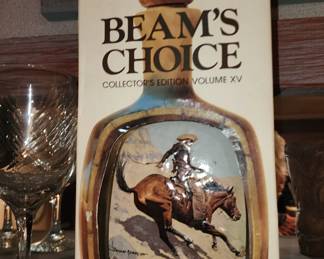 BEAM'S
CHOICE
COLLECTOR'S EDITION VOLUME XV